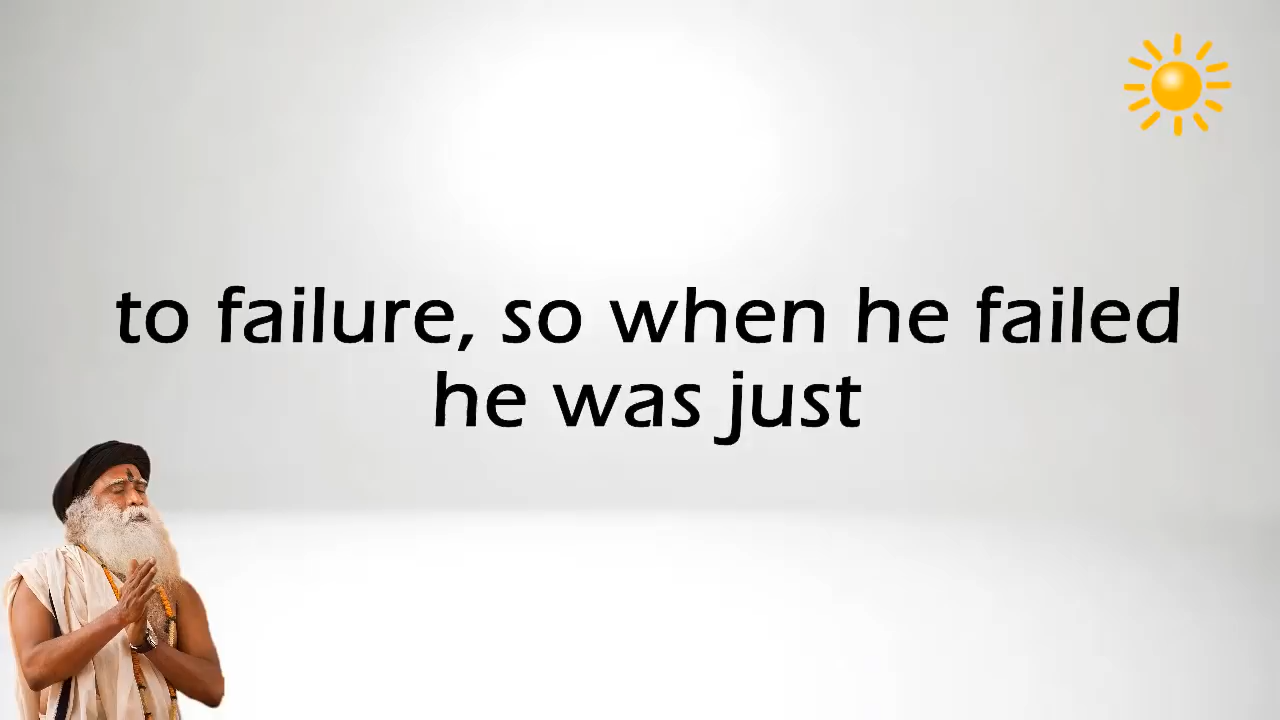 to failure, so when he failed
he was just